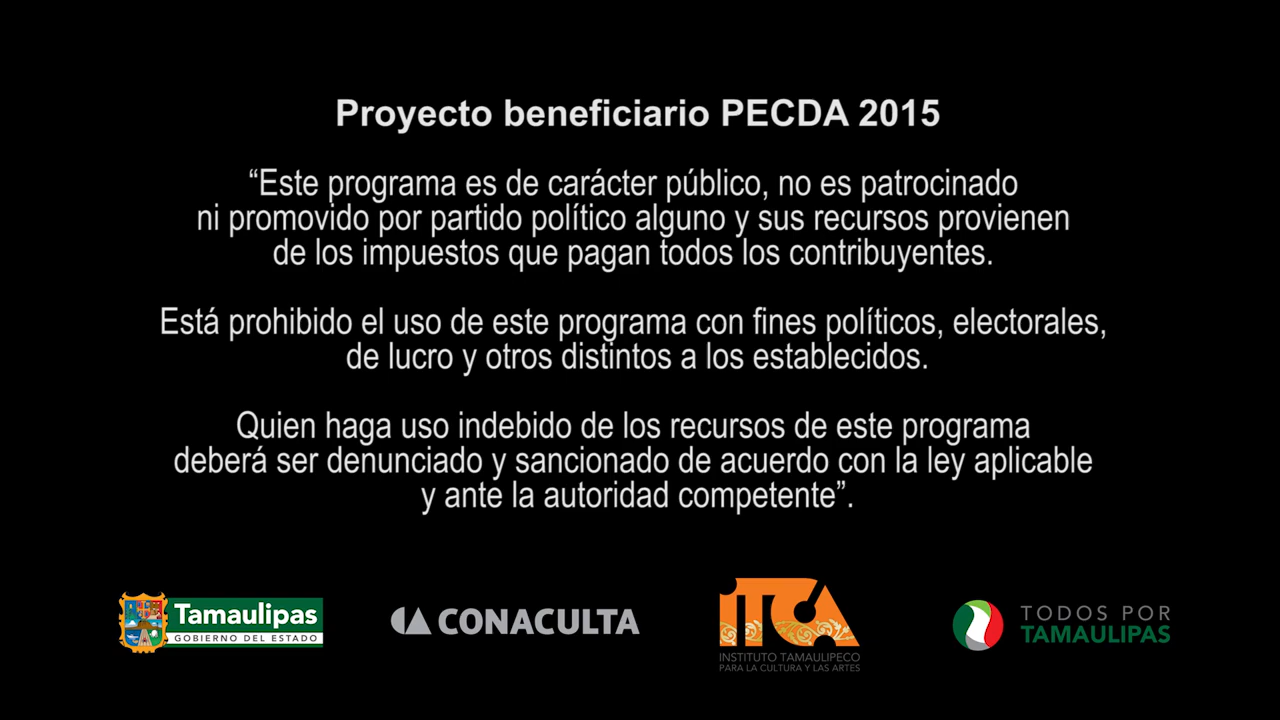 Proyecto beneficiario PECDA 2015
“Este programa es de carácter público, no es patrocinado
ni promovido por partido político alguno y sus recursos provienen
de los impuestos que pagan todos los contribuyentes.
Está prohibido el uso de este programa con fines políticos, electorales,
de lucro y otros distintos a los establecidos.
Quien haga uso indebido de los recursos de este programa
deberá ser denunciado y sancionado de acuerdo con la ley aplicable
y ante la autoridad competente”.
Tamaulipas
GOBIERNO DEL ESTADO
CONACULTA
ITCA
INSTITUTO TAMAULIPECO
PARA LA CULTURA Y LAS ARTES
TODOS POR
TAMAULIPAS